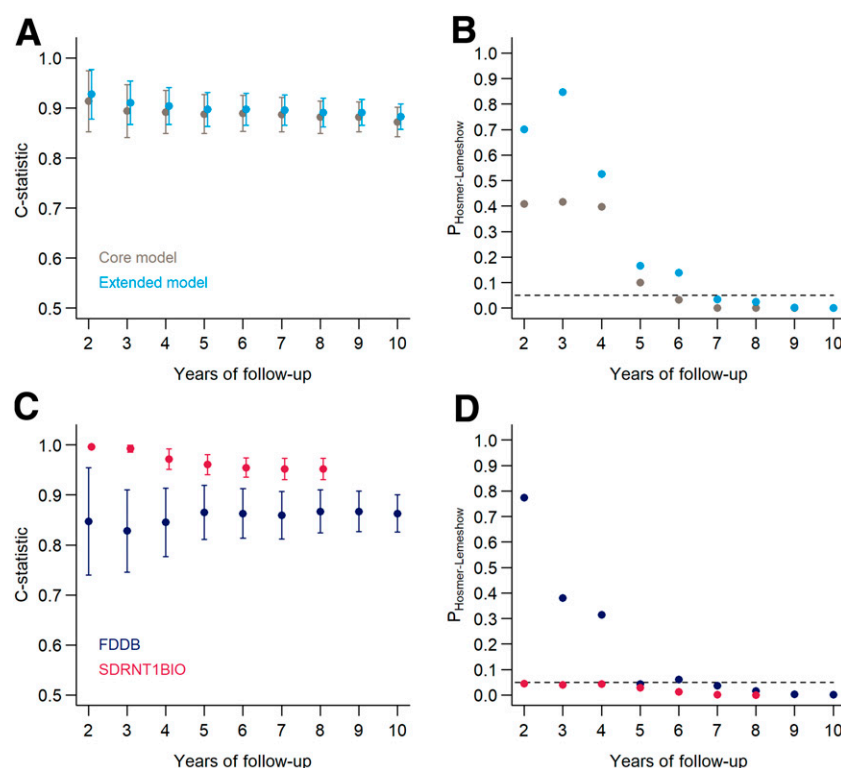 A
B
1.0
0.9
0.8
0.7
0.6
0.5
C-statistic
Core model
Extended model
2 3 4 5 6 7 8 9 10
Years of follow-up
1.0
0.9
0.8
0.7
0.6
0.5
0.4
0.3
0.2
0.1
0.0
PHosmer-Lemeshow
2 3 4 5 6 7 8 9 10
Years of follow-up
C
D
1.0
0.9
0.8
0.7
0.6
0.5
C-statistic
FDDB
SDRNT1BIO
2 3 4 5 6 7 8 9 10
Years of follow-up
1.0
0.9
0.8
0.7
0.6
0.5
0.4
0.3
0.2
0.1
0.0
PHosmer-Lemeshow
2 3 4 5 6 7 8 9 10
Years of follow-up